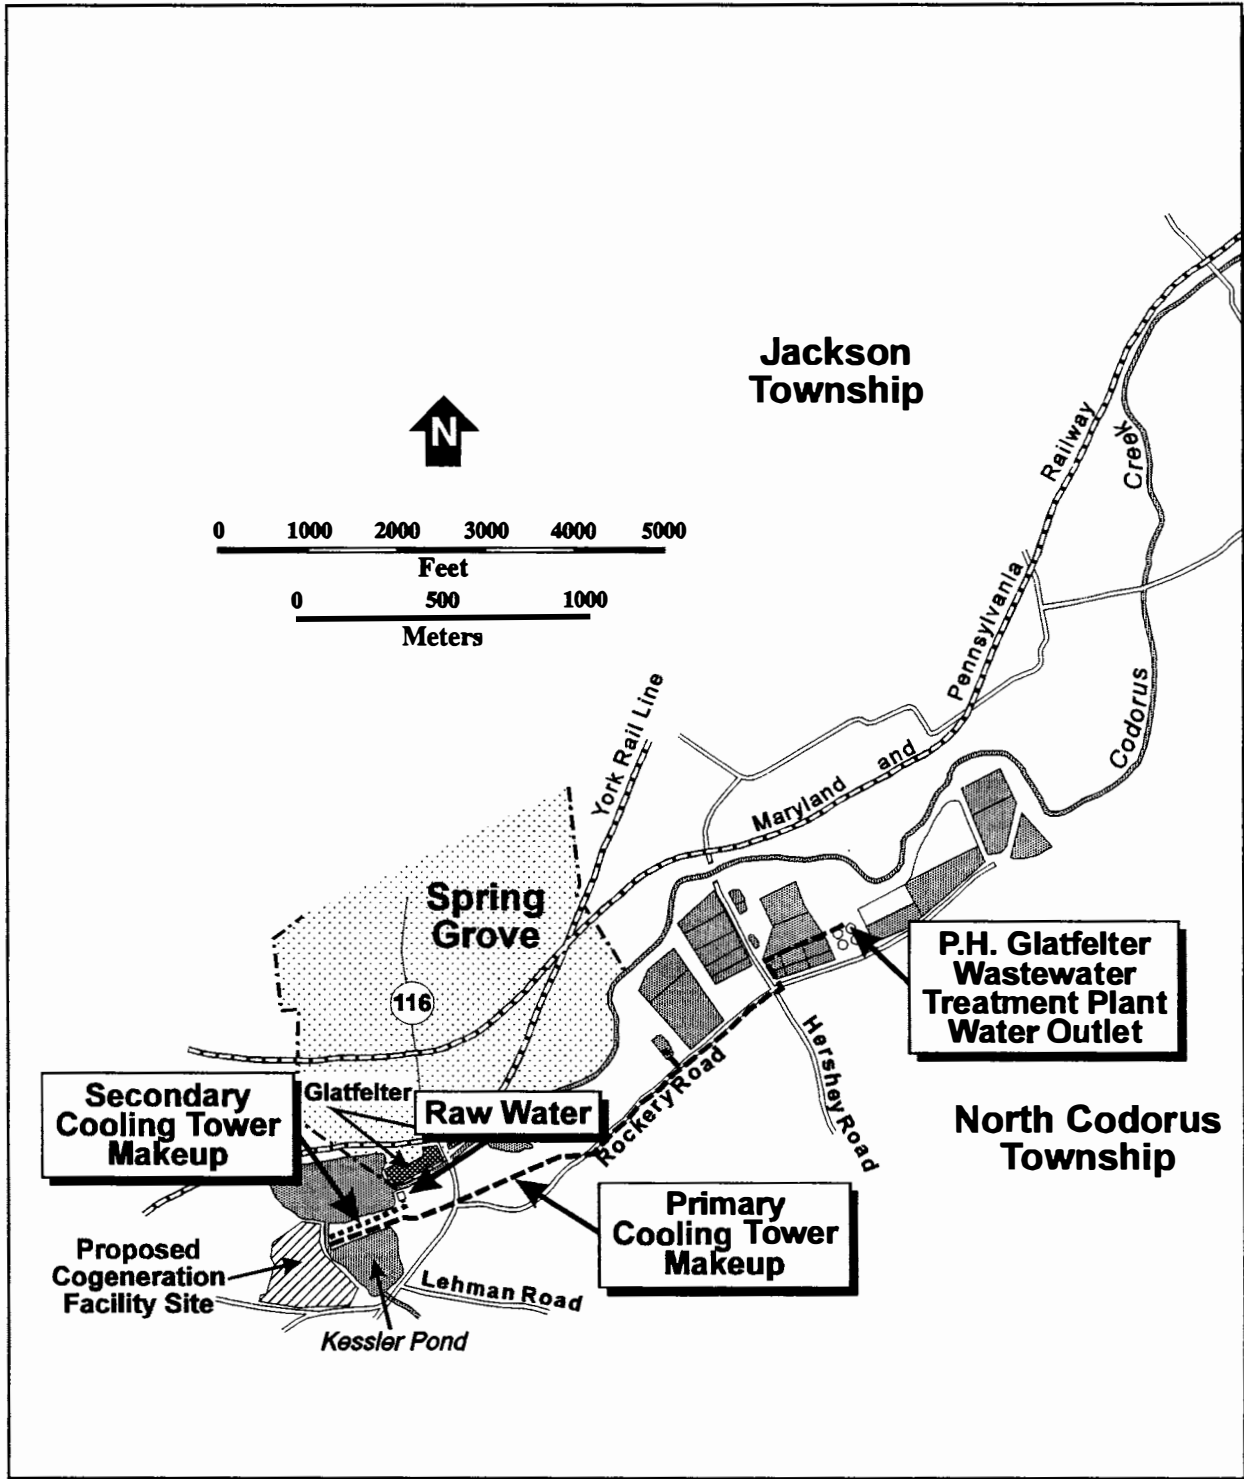 Jackson
Township
Railway
Creek
N
0 1000 2000 3000 4000 5000
Feet
0 500 1000
Meters
Pennsylvania
York Rail Line
Codorus
and
Maryland
Spring
Grove
116
P.H. Glatfelter
Wastewater
Treatment Plant
Water Outlet
Hershey Road
Rockery Road
Secondary
Cooling Tower
Makeup
Glatfelter
Raw Water
North Codorus
Township
Primary
Cooling Tower
Makeup
Proposed
Cogeneration
Facility Site
Lehman Road
Kessler Pond